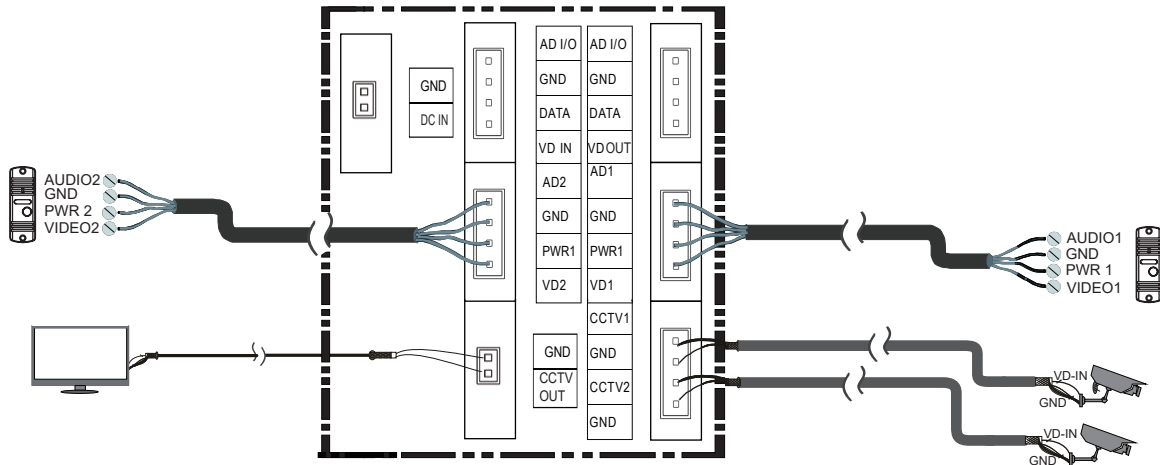 AD I/O AD I/O
GND
GND GND
DC IN
DATA DATA
VD IN VDOUT
AD2 AD1
GND GND
PWR1 PWR1
VD2 VD1
CCTV1
GND GND
CCTV
OUT
CCTV2
GND
AUDIO2
GND
PWR 2
VIDEO2
AUDIO1
GND
PWR 1
VIDEO1
VD-IN
GND
VD-IN
GND